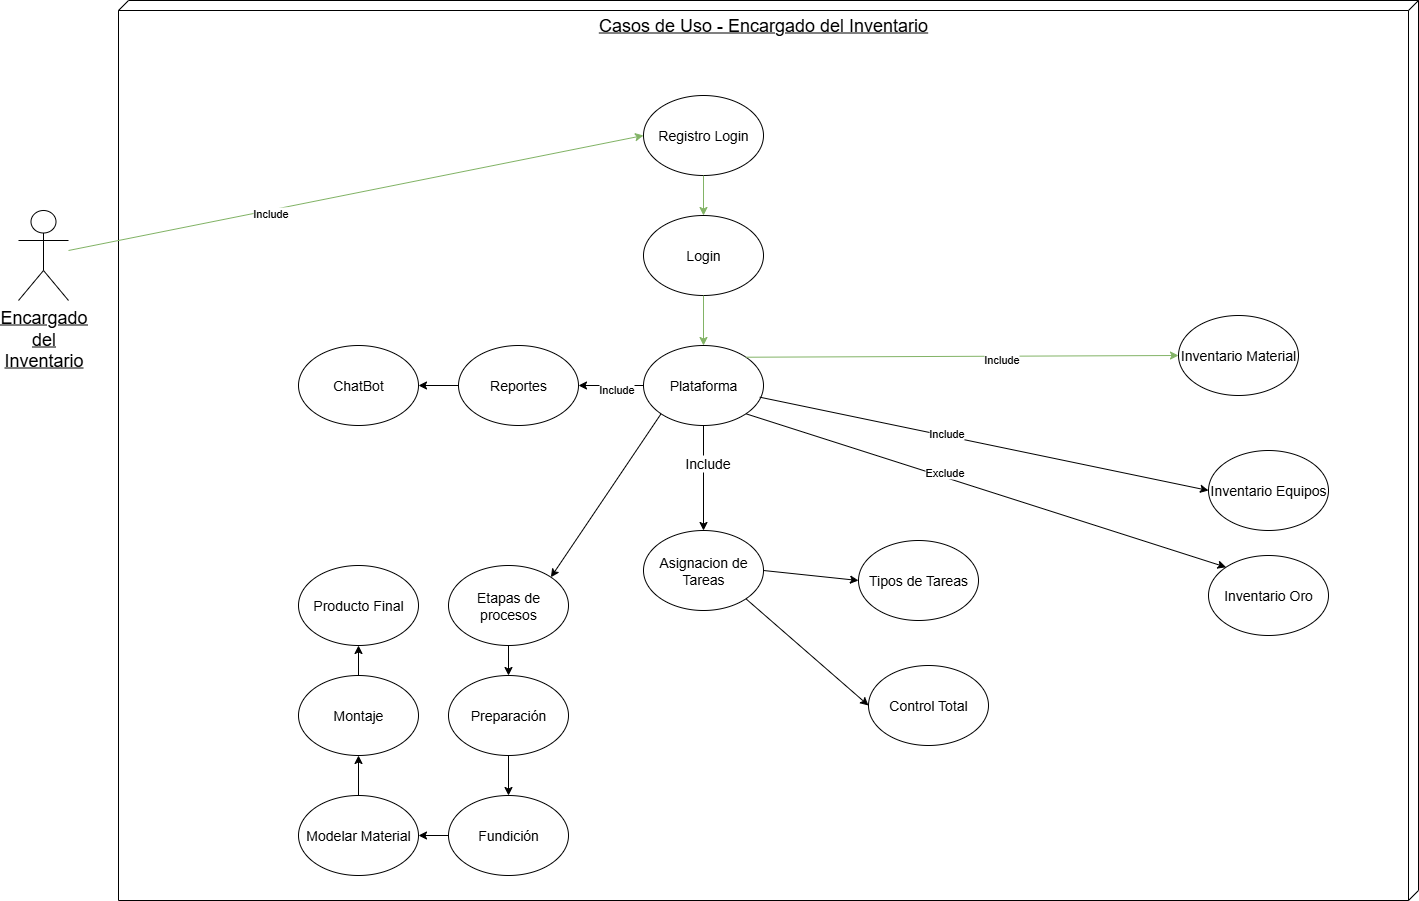 Casos de Uso - Encargado del Inventario
Registro Login
Include
Login
Encargado
del
Inventario
Inventario Material
Include
ChatBot
Reportes
Include
Plataforma
Include
Include
Exclude
Inventario Equipos
Asignacion de
Tareas
Tipos de Tareas
Inventario Oro
Producto Final
Etapas de
procesos
Control Total
Montaje
Preparación
Modelar Material
Fundición